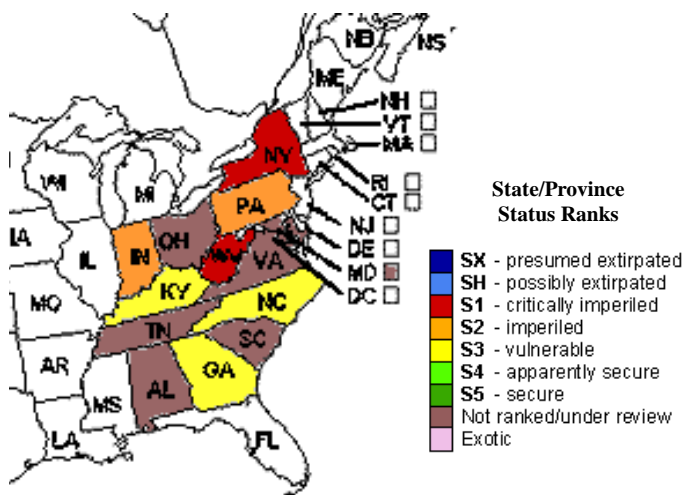 NB
NS
ME
NH
VT
MA
NY
WI
MI
RI
CT
PA
NJ
IA
IL
IN
OH
DE
WV
VA
MD
DC
KY
MO
NC
TN
AR
SC
MS
AL
GA
LA
FL
State/Province
Status Ranks
SX - presumed extirpated
SH - possibly extirpated
S1 - critically imperiled
S2 - imperiled
S3 - vulnerable
S4 - apparently secure
S5 - secure
Not ranked/under review
Exotic